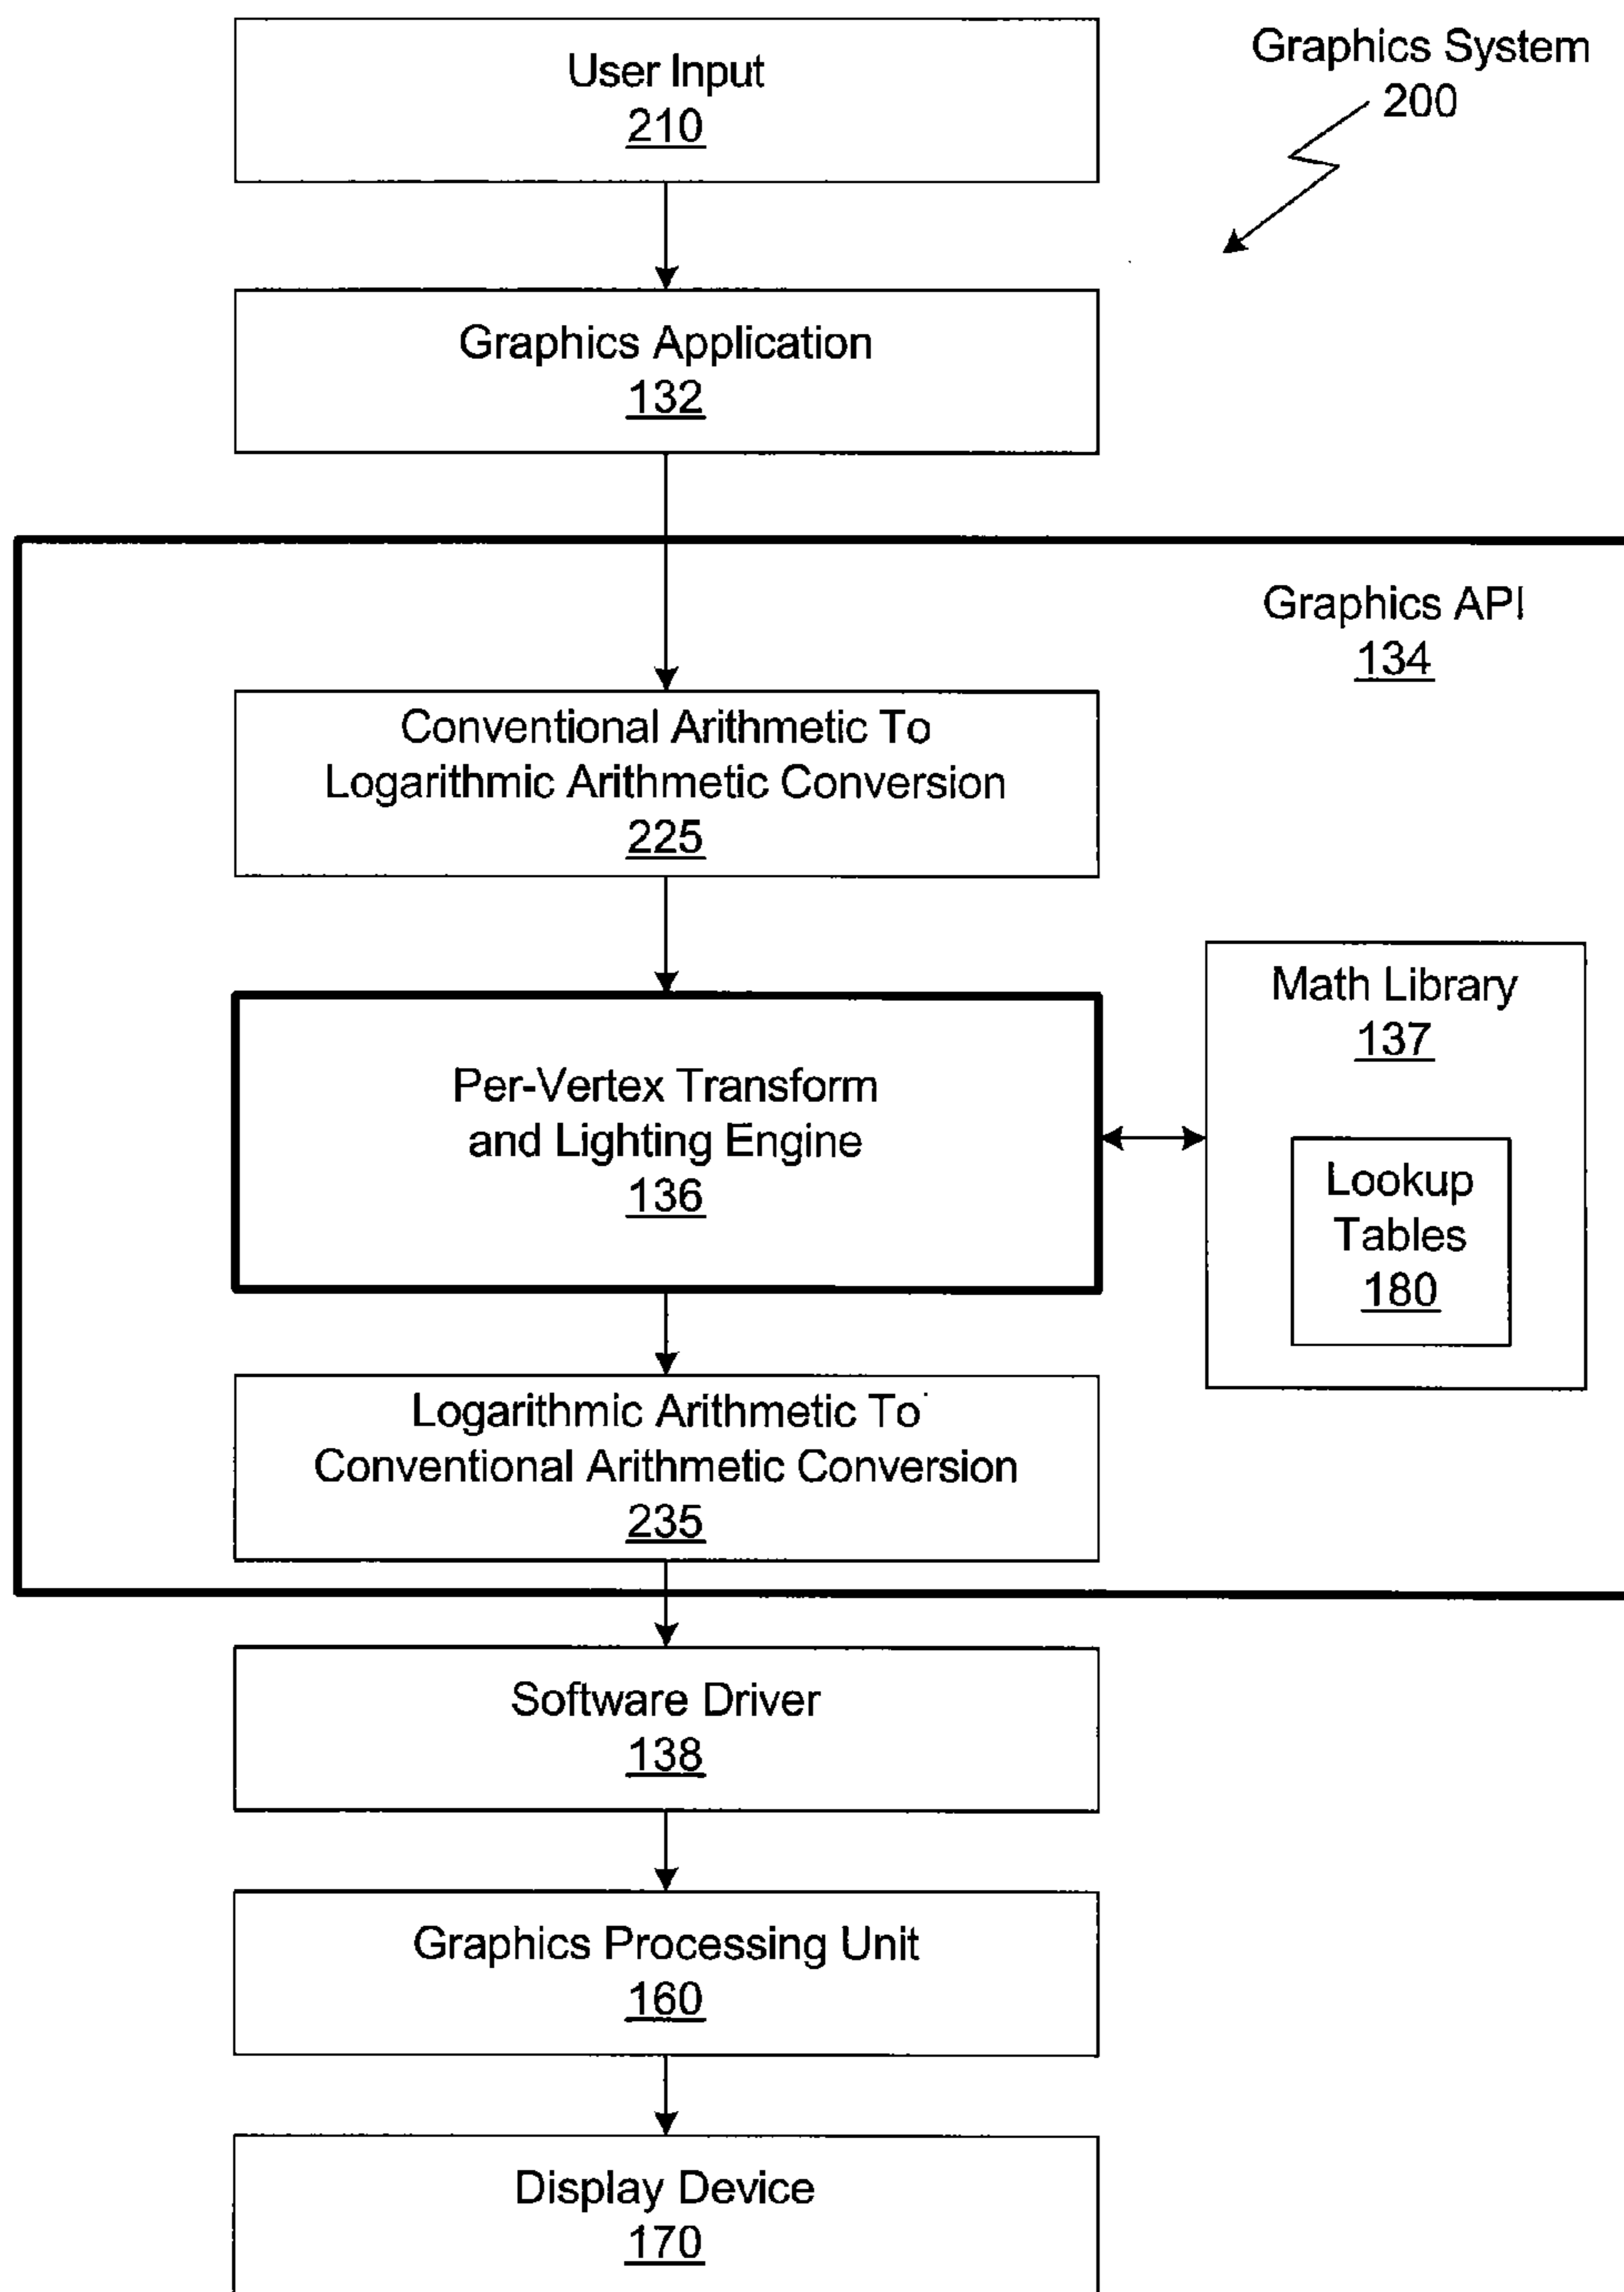 User Input
210
Graphics System
200
Graphics Application
132
Graphics API
134
Conventional Arithmetic To
Logarithmic Arithmetic Conversion
225
Per-Vertex Transform
and Lighting Engine
136
Math Library
137
Lookup
Tables
180
Logarithmic Arithmetic To
Conventional Arithmetic Conversion
235
Software Driver
138
Graphics Processing Unit
160
Display Device
170